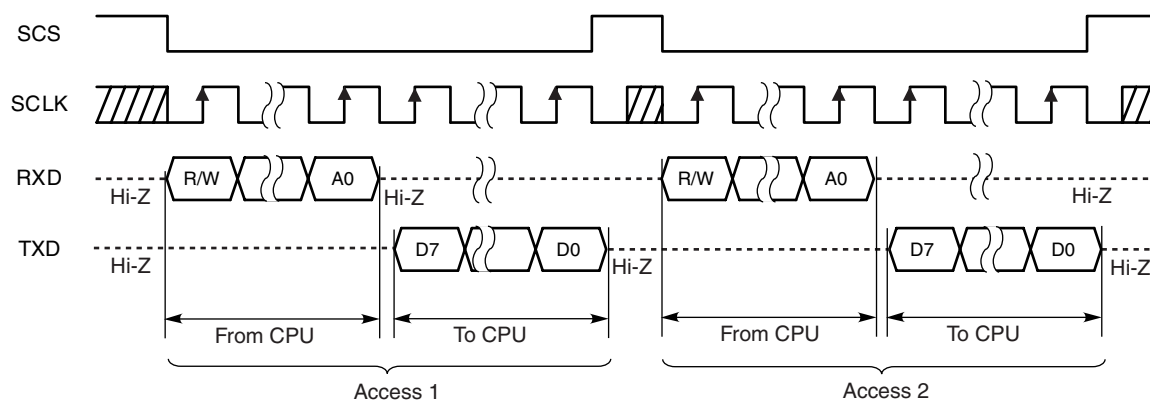 SCS
SCLK
RXD
Hi-Z
R/W
A0
Hi-Z
R/W
A0
Hi-Z
TXD
Hi-Z
D7
D0
Hi-Z
D7
D0
Hi-Z
From CPU
To CPU
From CPU
To CPU
Access 1
Access 2